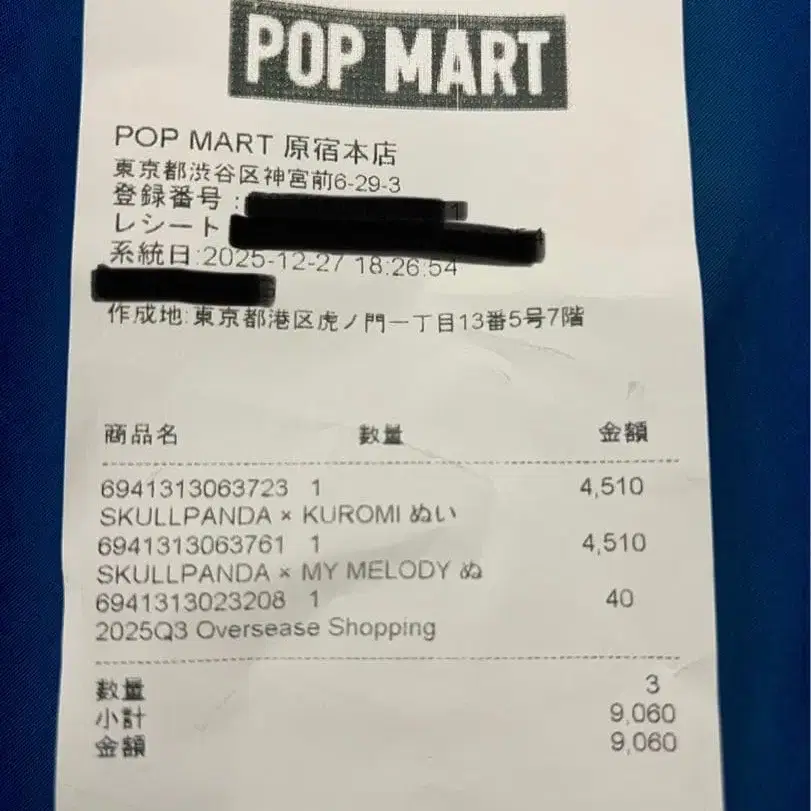 POP MART
POP MART 原宿本店
東京都渋谷区神宮前6-29-3
登録番号:
レシート
系統日:2025-12-27 18:26:54
作成地:東京都港区虎ノ門一丁目13番5号7階
商品名 数量 金額
6941313063723 1 4,510
SKULLPANDA × KUROMI ぬい
6941313063761 1 4,510
SKULLPANDA × MY MELODY ぬ
6941313023208 1 40
2025Q3 Oversease Shopping
数量 3
小計 9,060
金額 9,060